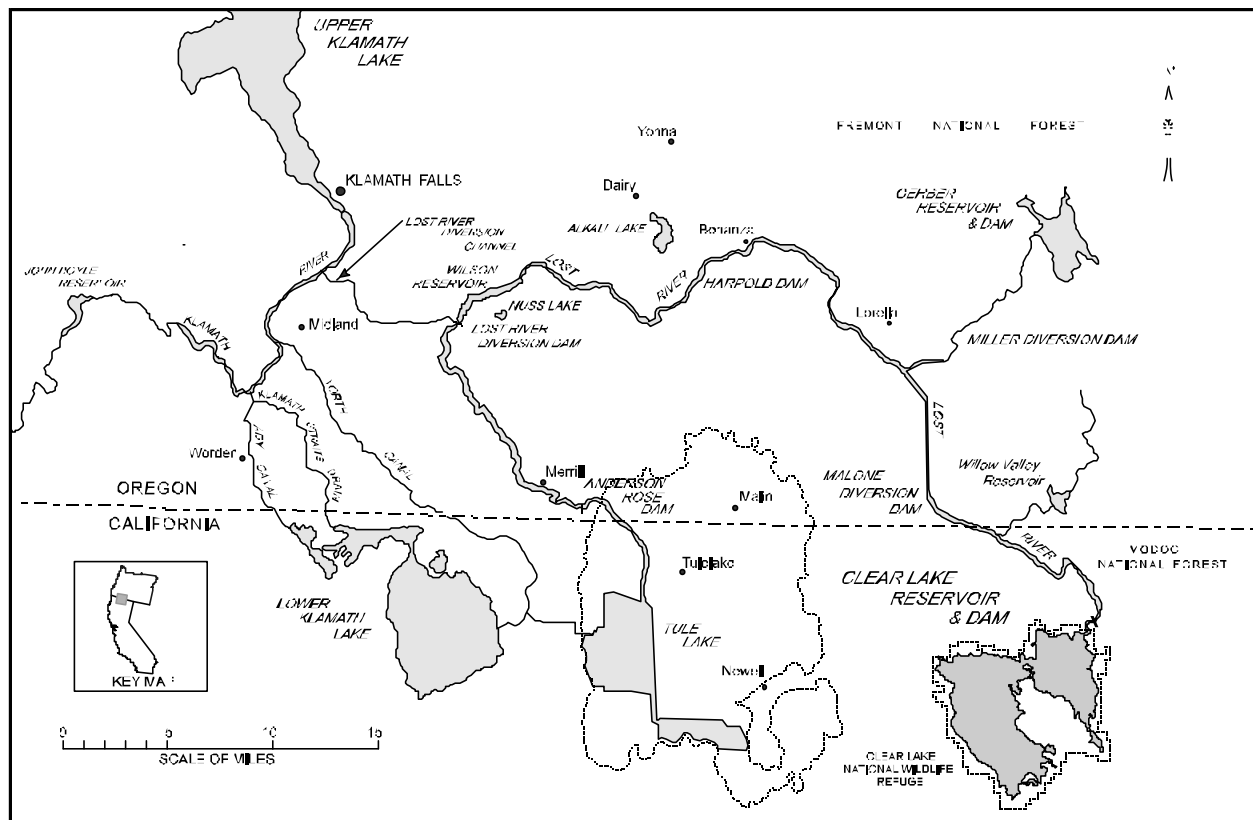 UPPER
KLAMATH
LAKE
Yonna
FREMONT NATIONAL FOREST
KLAMATH FALLS
Dairy
GERBER
RESERVOIR
& DAM
LOST RIVER
DIVERSION
CHANNEL
ALKALI LAKE
Bonanza
RIVER
LOST
JOHN BOYLE
RESERVOIR
WILSON
RESERVOIR
RIVER
HARPOLD DAM
NUSS LAKE
Lorella
KLAMATH
Midland
LOST RIVER
DIVERSION DAM
MILLER DIVERSION DAM
NORTH
CANAL
KLAMATH
STRAITS
DRAIN
ADY
CANAL
LOST
Worden
Merrill
ANDERSON
ROSE
DAM
Malin
MALONE
DIVERSION
DAM
Willow Valley
Reservoir
OREGON
CALIFORNIA
RIVER
MODOC
NATIONAL FOREST
Tulelake
CLEAR LAKE
RESERVOIR
& DAM
LOWER
KLAMATH
LAKE
TULE
LAKE
KEY MAP
Newell
0 5 10 15
SCALE OF MILES
CLEAR LAKE
NATIONAL WILDLIFE
REFUGE